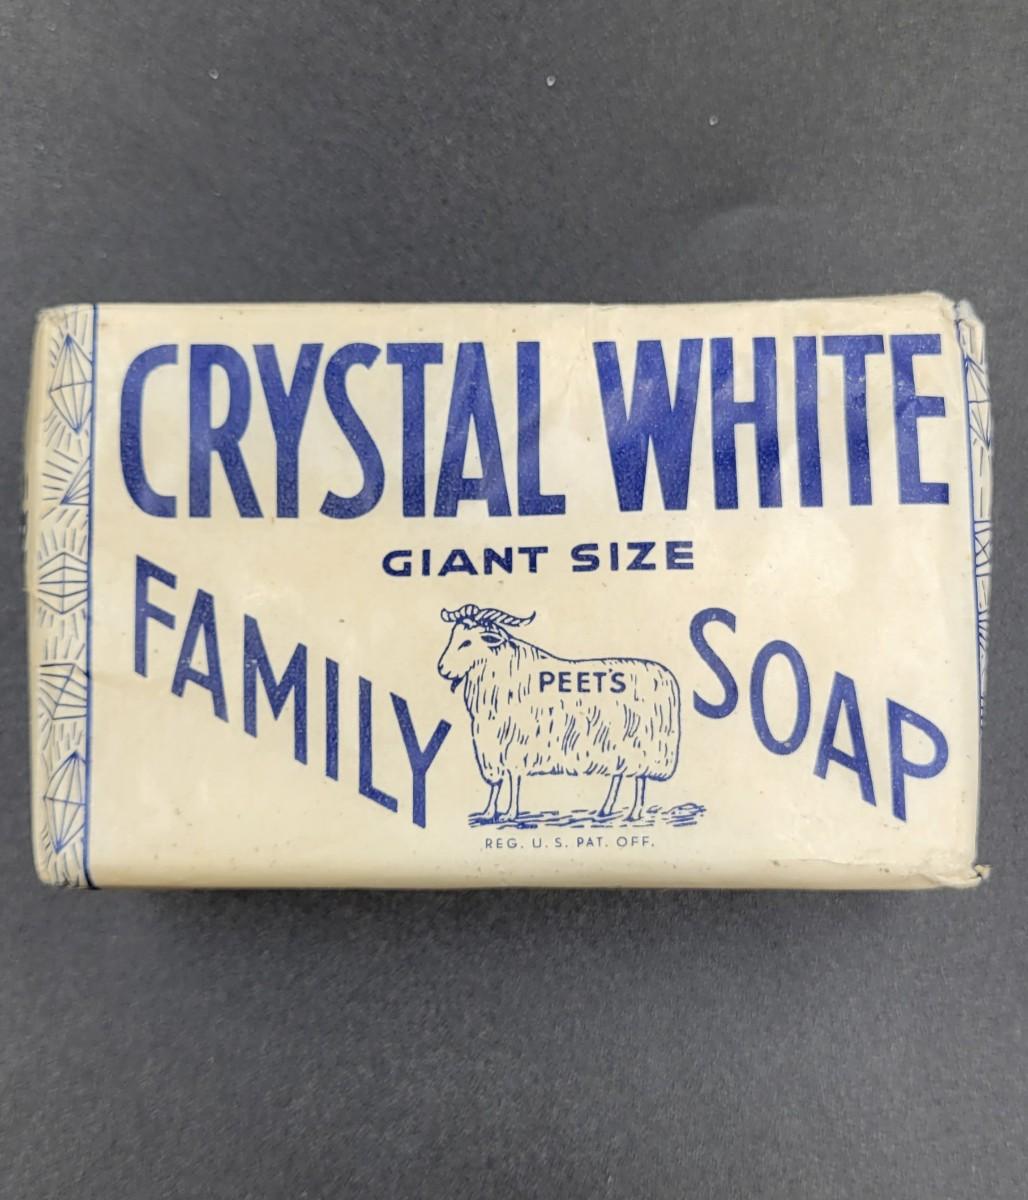 CRYSTAL WHITE
GIANT SIZE
FAMILY SOAP
PEET'S
REG. U. S. PAT. OFF.